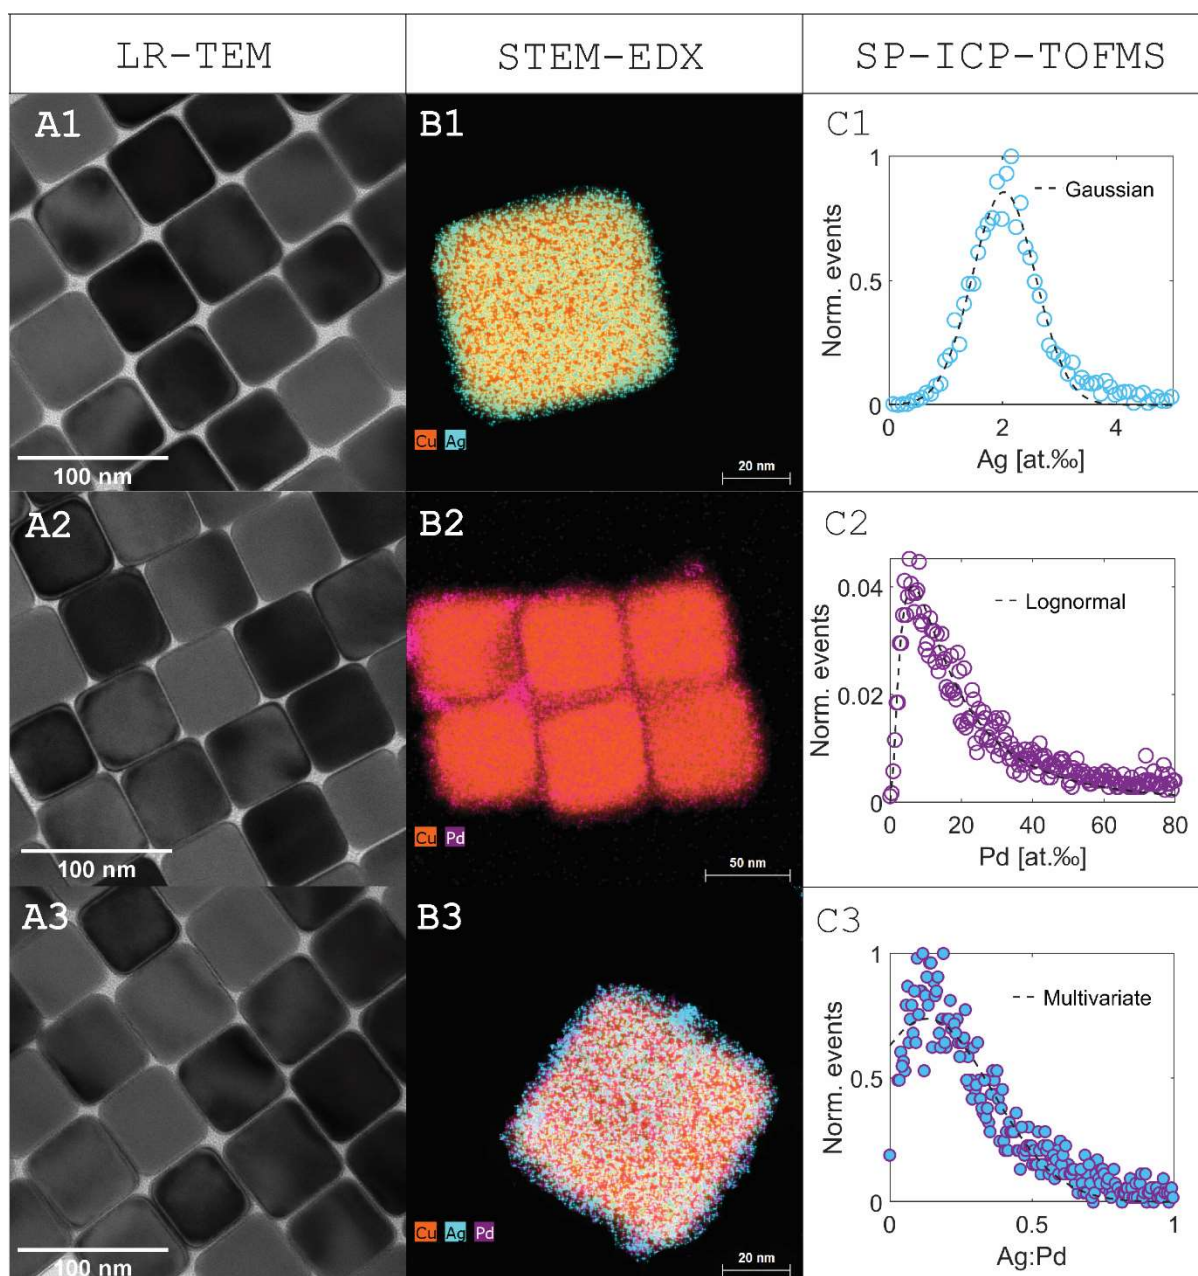 LR-TEM
STEM-EDX
SP-ICP-TOFMS
A1
100 nm
B1
Cu Ag
20 nm
C1
1
0.5
0
Norm. events
Gaussian
0 2 4
Ag [at.‰]
A2
100 nm
B2
Cu Pd
50 nm
C2
0.04
0.02
0
Norm. events
Lognormal
0 20 40 60 80
Pd [at.‰]
A3
100 nm
B3
Cu Ag Pd
20 nm
C3
1
0.5
0
Norm. events
Multivariate
0 0.5 1
Ag:Pd